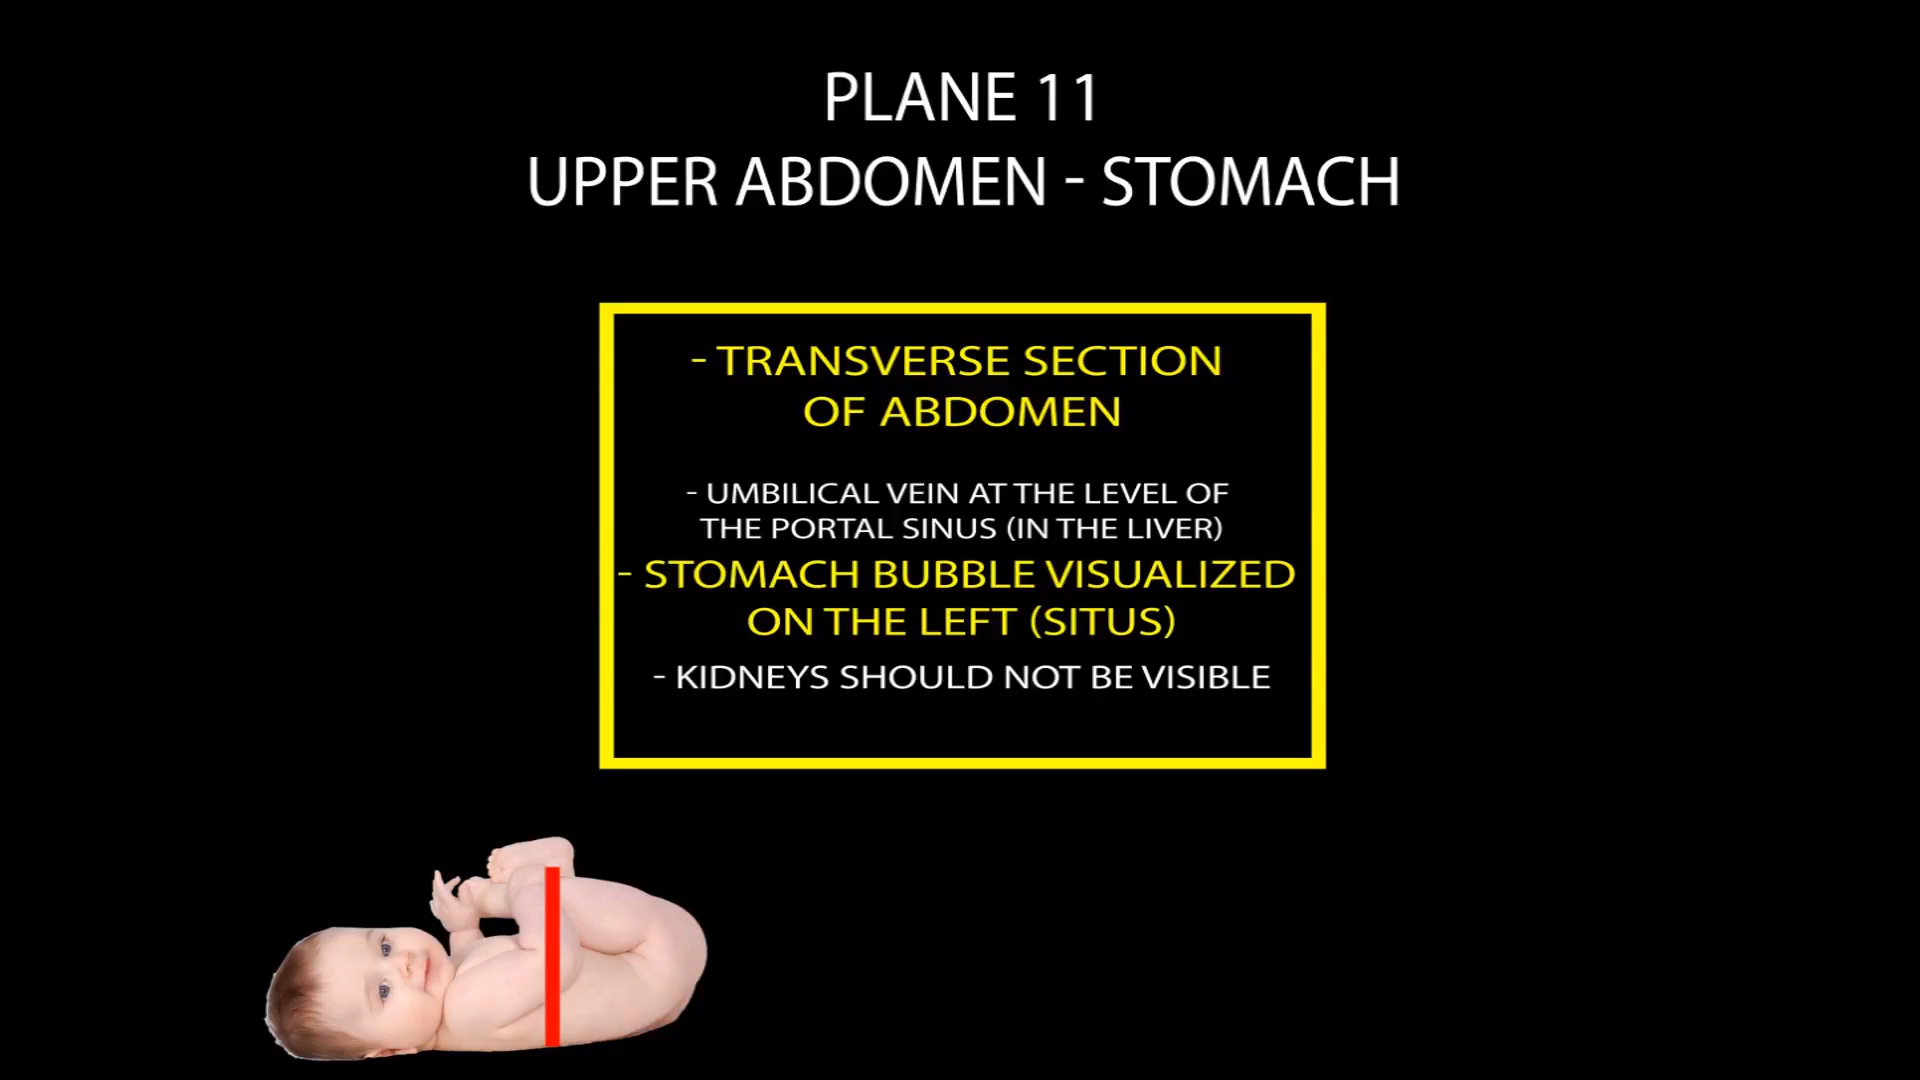 PLANE 11
UPPER ABDOMEN - STOMACH
- TRANSVERSE SECTION
OF ABDOMEN
- UMBILICAL VEIN AT THE LEVEL OF
THE PORTAL SINUS (IN THE LIVER)
- STOMACH BUBBLE VISUALIZED
ON THE LEFT (SITUS)
- KIDNEYS SHOULD NOT BE VISIBLE